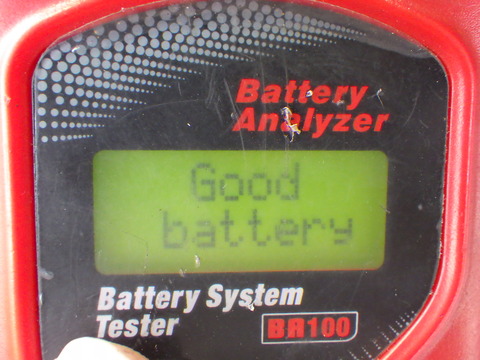 Battery
Analyzer
Good
battery
Battery System
Tester
BR100